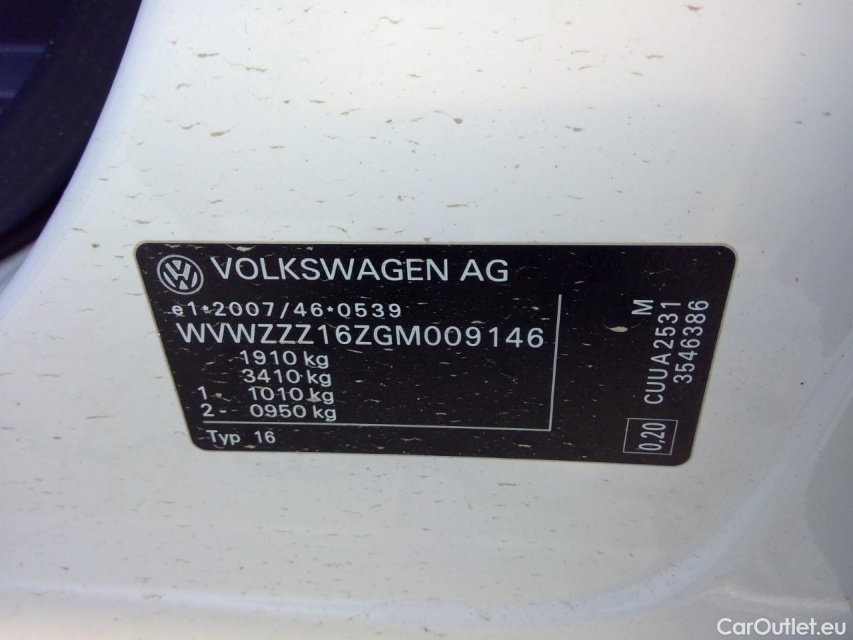 VOLKSWAGEN AG
e1*2007/46*0539
WVWZZZ16ZGM009146
1910 kg
3410 kg
1 - 1010 kg
2 - 0950 kg
Typ 16
M
CUUA2531
3546386
0,20
CarOutlet.eu